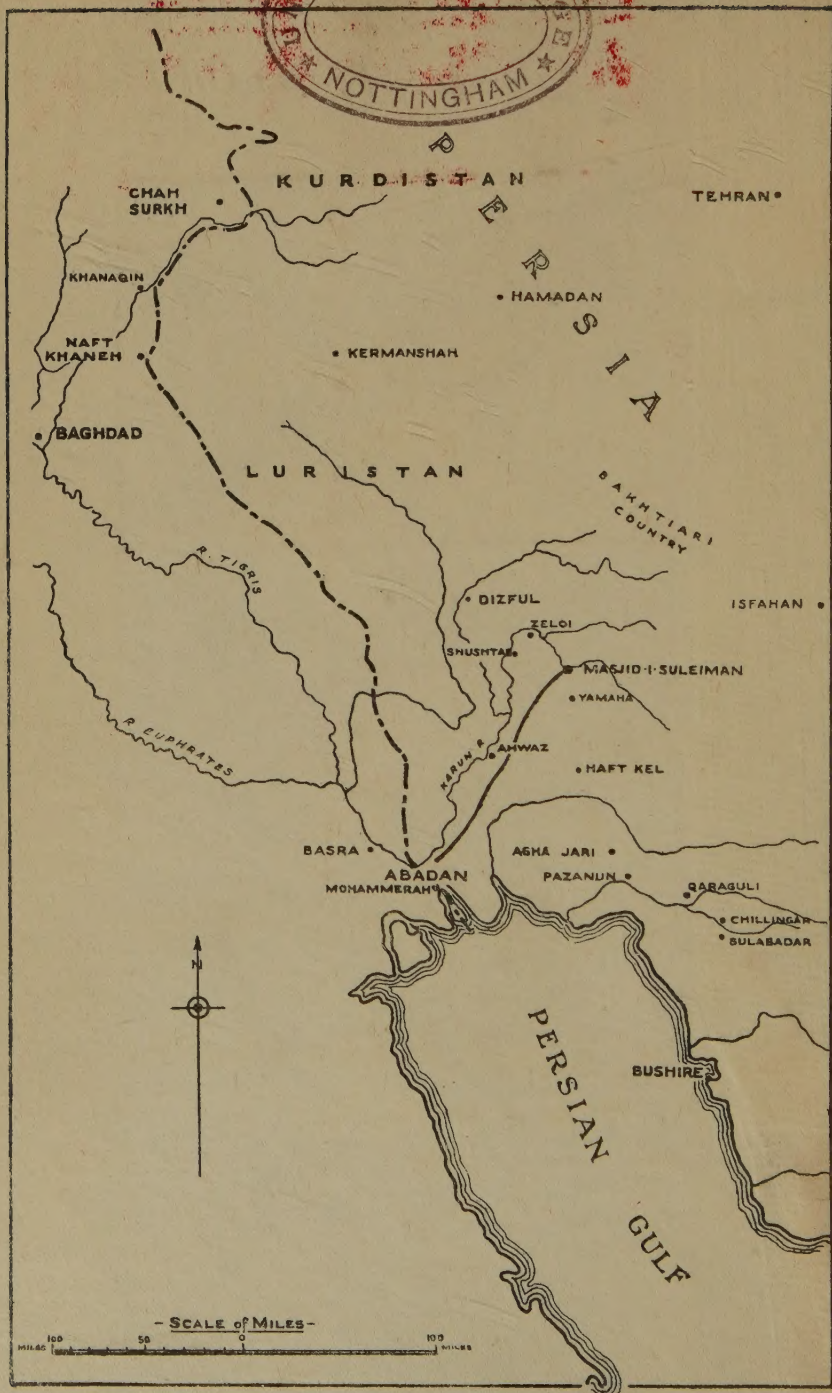 NOTTINGHAM
PERSIA
KURDISTAN
CHAH
SURKH
TEHRAN
KHANAQIN
HAMADAN
NAFT
KHANEH
KERMANSHAH
BAGHDAD
LURISTAN
BAKHTIARI
COUNTRY
R. TIGRIS
DIZFUL
ISFAHAN
ZELOI
SHUSHTAR
MASJID-I-SULEIMAN
YAMAHA
R. EUPHRATES
KARUN R.
AHWAZ
HAFT KEL
BASRA
AGHA JARI
ABADAN
PAZANUN
MOHAMMERAH
QARAGULI
CHILLINGAR
BULABADAR
N
PERSIAN GULF
BUSHIRE
- SCALE of MILES -
100 50 0 100
MILES MILES